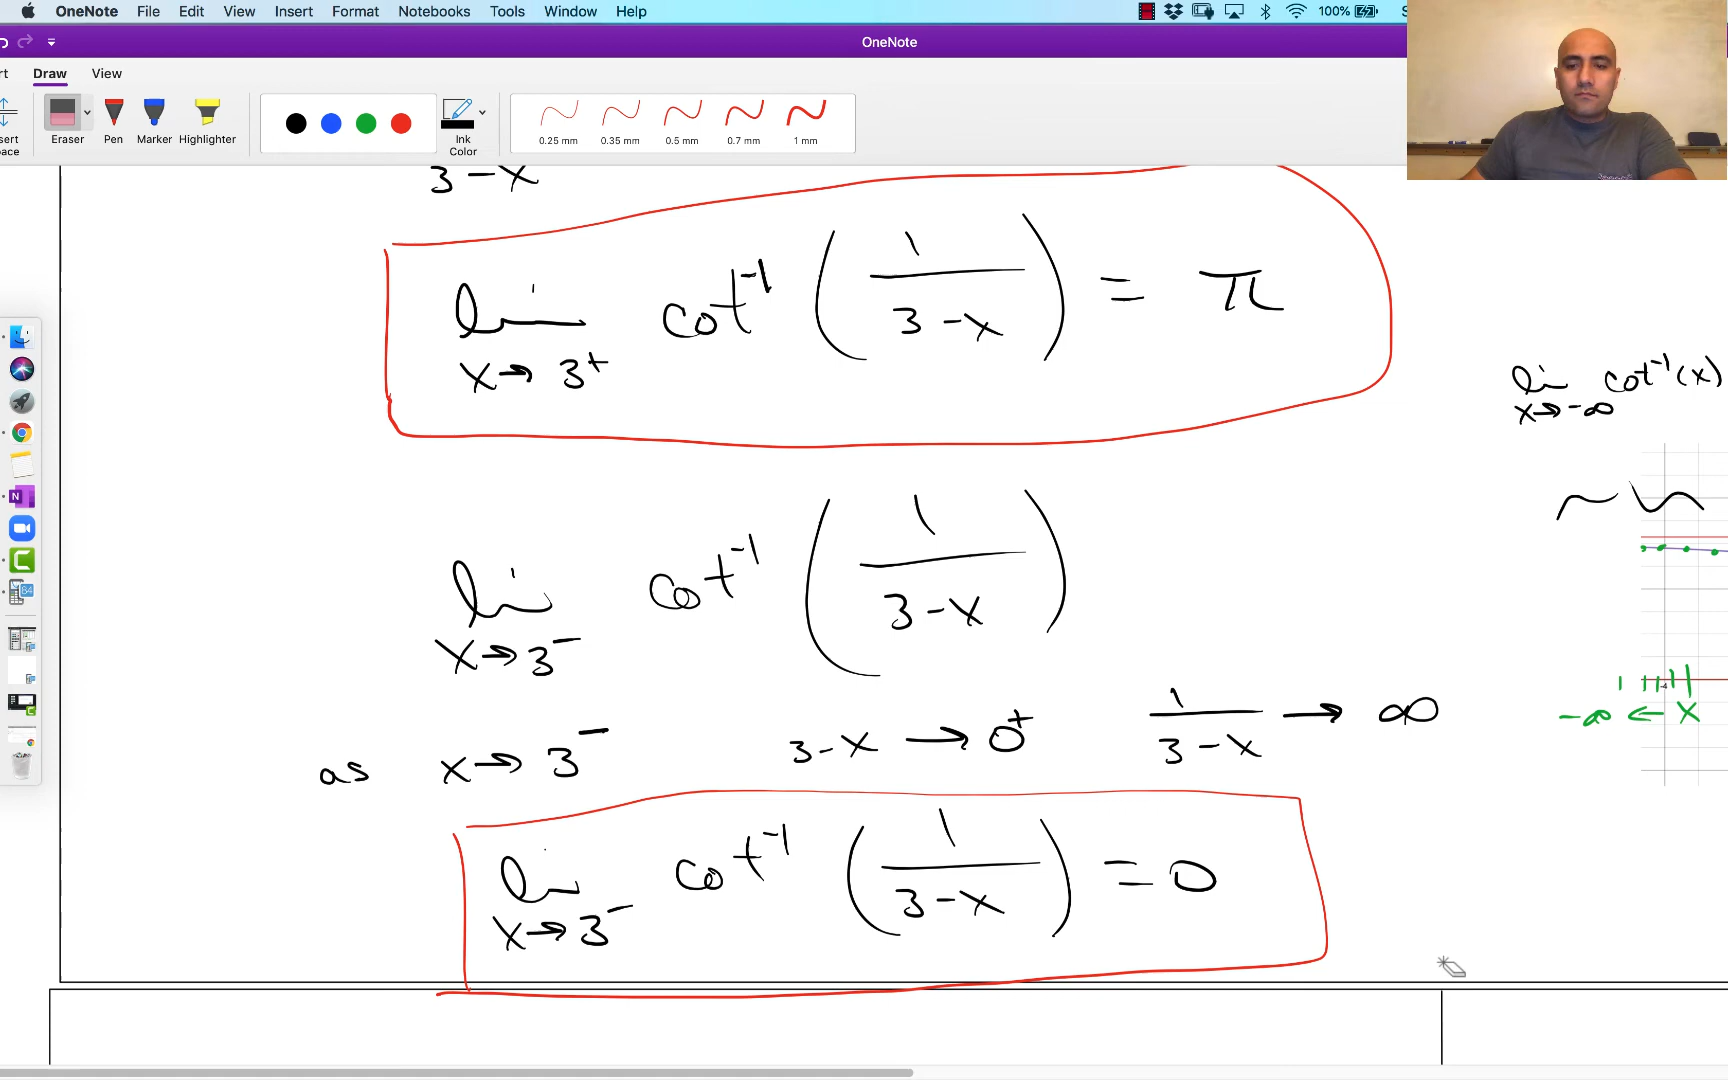 OneNote File Edit View Insert Format Notebooks Tools Window Help 100%
OneNote
Draw View
Eraser Pen Marker Highlighter Ink Color 0.25 mm 0.35 mm 0.5 mm 0.7 mm 1 mm
3 - x
lim x→3⁺ cot⁻¹ (1/(3-x)) = π
lim x→-∞ cot⁻¹(x)
lim x→3⁻ cot⁻¹ (1/(3-x))
-∞ ← x
as x→3⁻ 3-x → 0⁺ 1/(3-x) → ∞
lim x→3⁻ cot⁻¹ (1/(3-x)) = 0